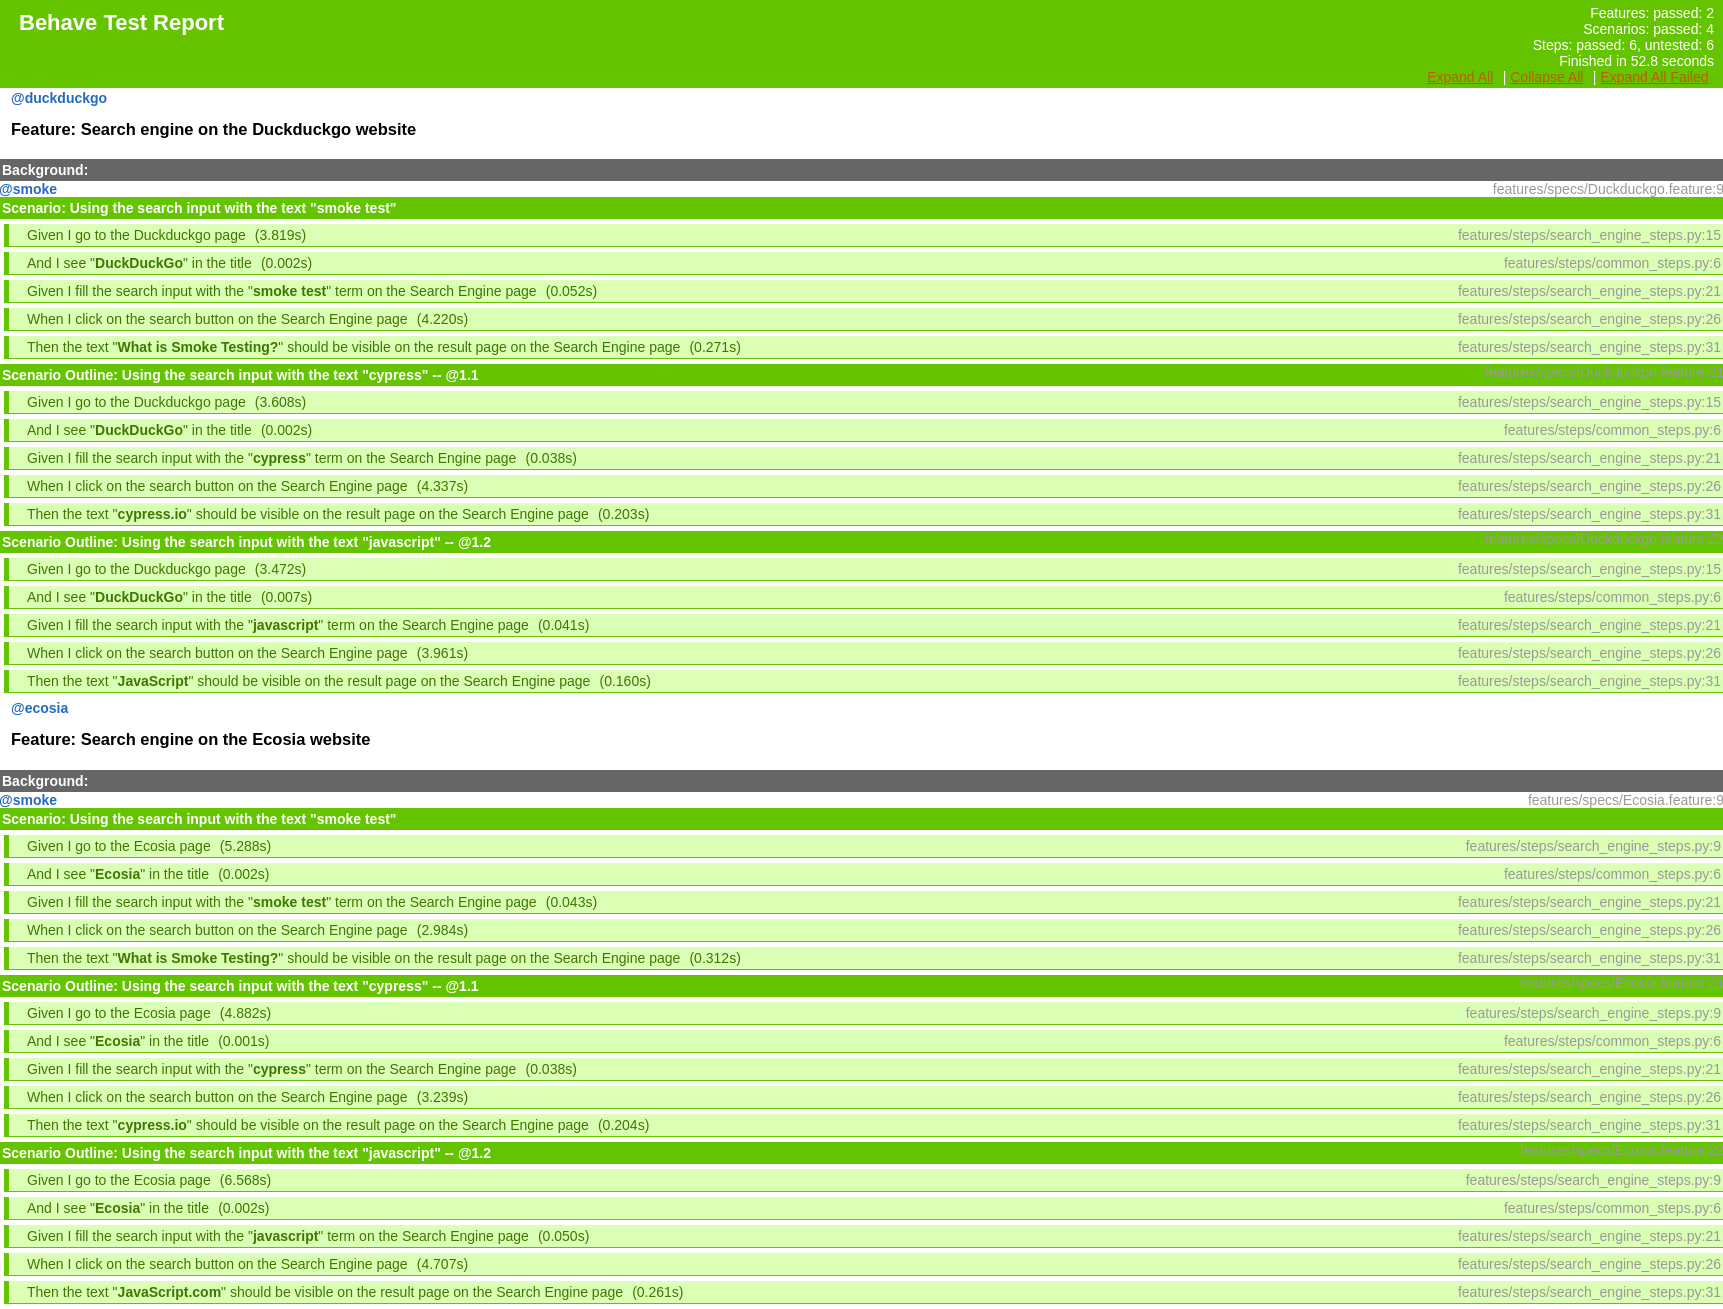 Behave Test Report
Features: passed: 2
Scenarios: passed: 4
Steps: passed: 6, untested: 6
Finished in 52.8 seconds
Expand All | Collapse All | Expand All Failed
@duckduckgo
Feature: Search engine on the Duckduckgo website
Background:
@smoke features/specs/Duckduckgo.feature:9
Scenario: Using the search input with the text "smoke test"
Given I go to the Duckduckgo page (3.819s) features/steps/search_engine_steps.py:15
And I see "DuckDuckGo" in the title (0.002s) features/steps/common_steps.py:6
Given I fill the search input with the "smoke test" term on the Search Engine page (0.052s) features/steps/search_engine_steps.py:21
When I click on the search button on the Search Engine page (4.220s) features/steps/search_engine_steps.py:26
Then the text "What is Smoke Testing?" should be visible on the result page on the Search Engine page (0.271s) features/steps/search_engine_steps.py:31
Scenario Outline: Using the search input with the text "cypress" -- @1.1 features/specs/Duckduckgo.feature:21
Given I go to the Duckduckgo page (3.608s) features/steps/search_engine_steps.py:15
And I see "DuckDuckGo" in the title (0.002s) features/steps/common_steps.py:6
Given I fill the search input with the "cypress" term on the Search Engine page (0.038s) features/steps/search_engine_steps.py:21
When I click on the search button on the Search Engine page (4.337s) features/steps/search_engine_steps.py:26
Then the text "cypress.io" should be visible on the result page on the Search Engine page (0.203s) features/steps/search_engine_steps.py:31
Scenario Outline: Using the search input with the text "javascript" -- @1.2 features/specs/Duckduckgo.feature:22
Given I go to the Duckduckgo page (3.472s) features/steps/search_engine_steps.py:15
And I see "DuckDuckGo" in the title (0.007s) features/steps/common_steps.py:6
Given I fill the search input with the "javascript" term on the Search Engine page (0.041s) features/steps/search_engine_steps.py:21
When I click on the search button on the Search Engine page (3.961s) features/steps/search_engine_steps.py:26
Then the text "JavaScript" should be visible on the result page on the Search Engine page (0.160s) features/steps/search_engine_steps.py:31
@ecosia
Feature: Search engine on the Ecosia website
Background:
@smoke features/specs/Ecosia.feature:9
Scenario: Using the search input with the text "smoke test"
Given I go to the Ecosia page (5.288s) features/steps/search_engine_steps.py:9
And I see "Ecosia" in the title (0.002s) features/steps/common_steps.py:6
Given I fill the search input with the "smoke test" term on the Search Engine page (0.043s) features/steps/search_engine_steps.py:21
When I click on the search button on the Search Engine page (2.984s) features/steps/search_engine_steps.py:26
Then the text "What is Smoke Testing?" should be visible on the result page on the Search Engine page (0.312s) features/steps/search_engine_steps.py:31
Scenario Outline: Using the search input with the text "cypress" -- @1.1 features/specs/Ecosia.feature:21
Given I go to the Ecosia page (4.882s) features/steps/search_engine_steps.py:9
And I see "Ecosia" in the title (0.001s) features/steps/common_steps.py:6
Given I fill the search input with the "cypress" term on the Search Engine page (0.038s) features/steps/search_engine_steps.py:21
When I click on the search button on the Search Engine page (3.239s) features/steps/search_engine_steps.py:26
Then the text "cypress.io" should be visible on the result page on the Search Engine page (0.204s) features/steps/search_engine_steps.py:31
Scenario Outline: Using the search input with the text "javascript" -- @1.2 features/specs/Ecosia.feature:22
Given I go to the Ecosia page (6.568s) features/steps/search_engine_steps.py:9
And I see "Ecosia" in the title (0.002s) features/steps/common_steps.py:6
Given I fill the search input with the "javascript" term on the Search Engine page (0.050s) features/steps/search_engine_steps.py:21
When I click on the search button on the Search Engine page (4.707s) features/steps/search_engine_steps.py:26
Then the text "JavaScript.com" should be visible on the result page on the Search Engine page (0.261s) features/steps/search_engine_steps.py:31